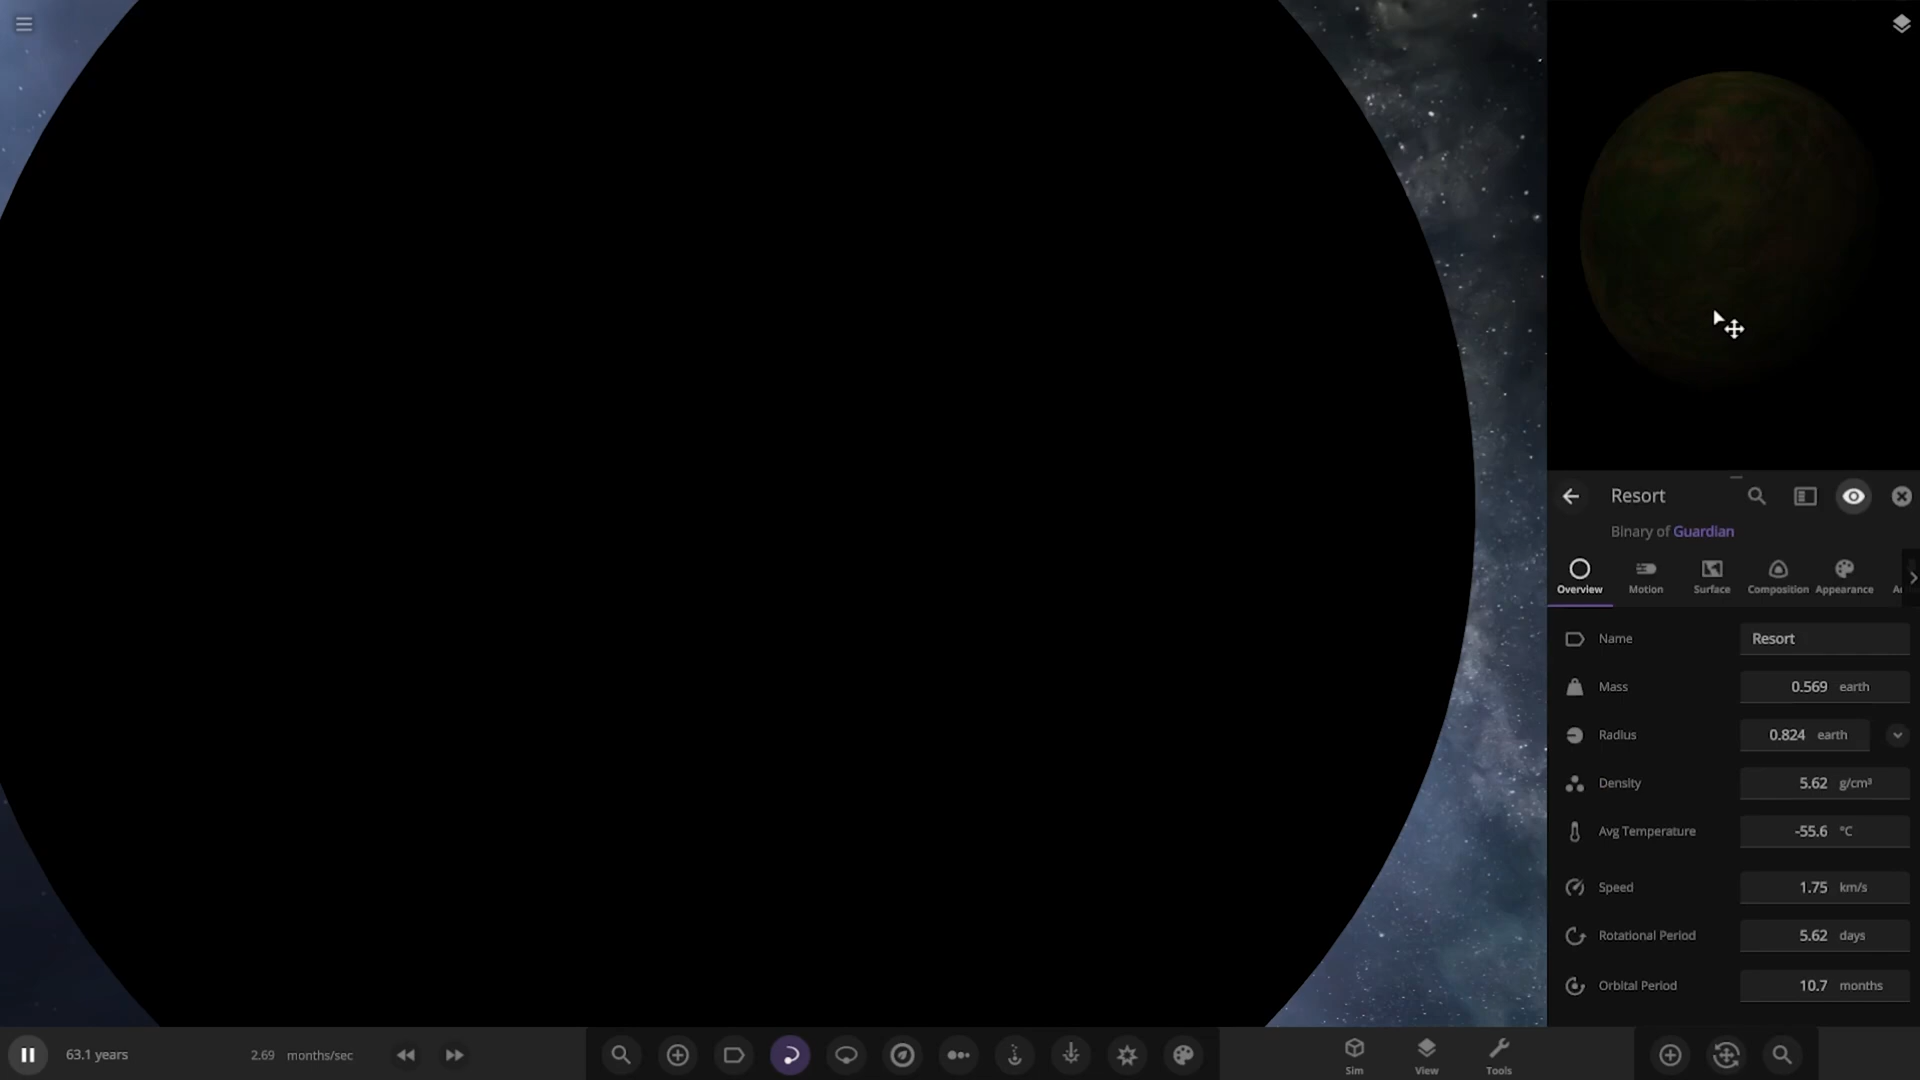 Resort
Binary of Guardian
Overview
Motion
Surface
Composition
Appearance
Name
Resort
Mass
0.569 earth
Radius
0.824 earth
Density
5.62 g/cm³
Avg Temperature
-55.6 °C
Speed
1.75 km/s
Rotational Period
5.62 days
Orbital Period
10.7 months
63.1 years
2.69 months/sec
Sim
View
Tools